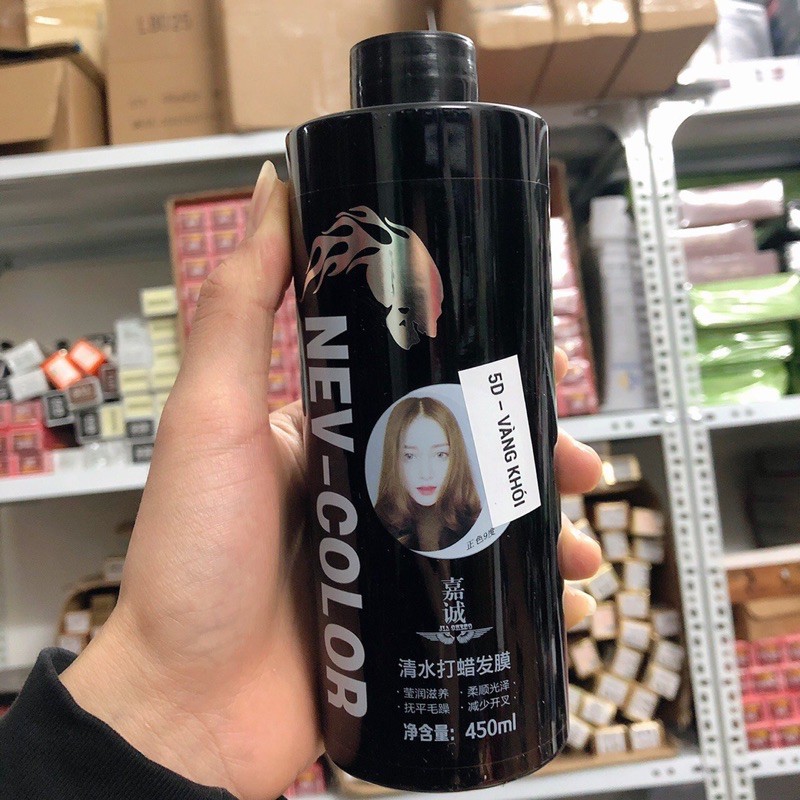 NEV-COLOR
5D – VÀNG KHÓI
正色9度
嘉
诚
JIA CHENG
清水打蜡发膜
·莹润滋养 ·柔顺光泽
·抚平毛躁 ·减少开叉
净含量: 450ml